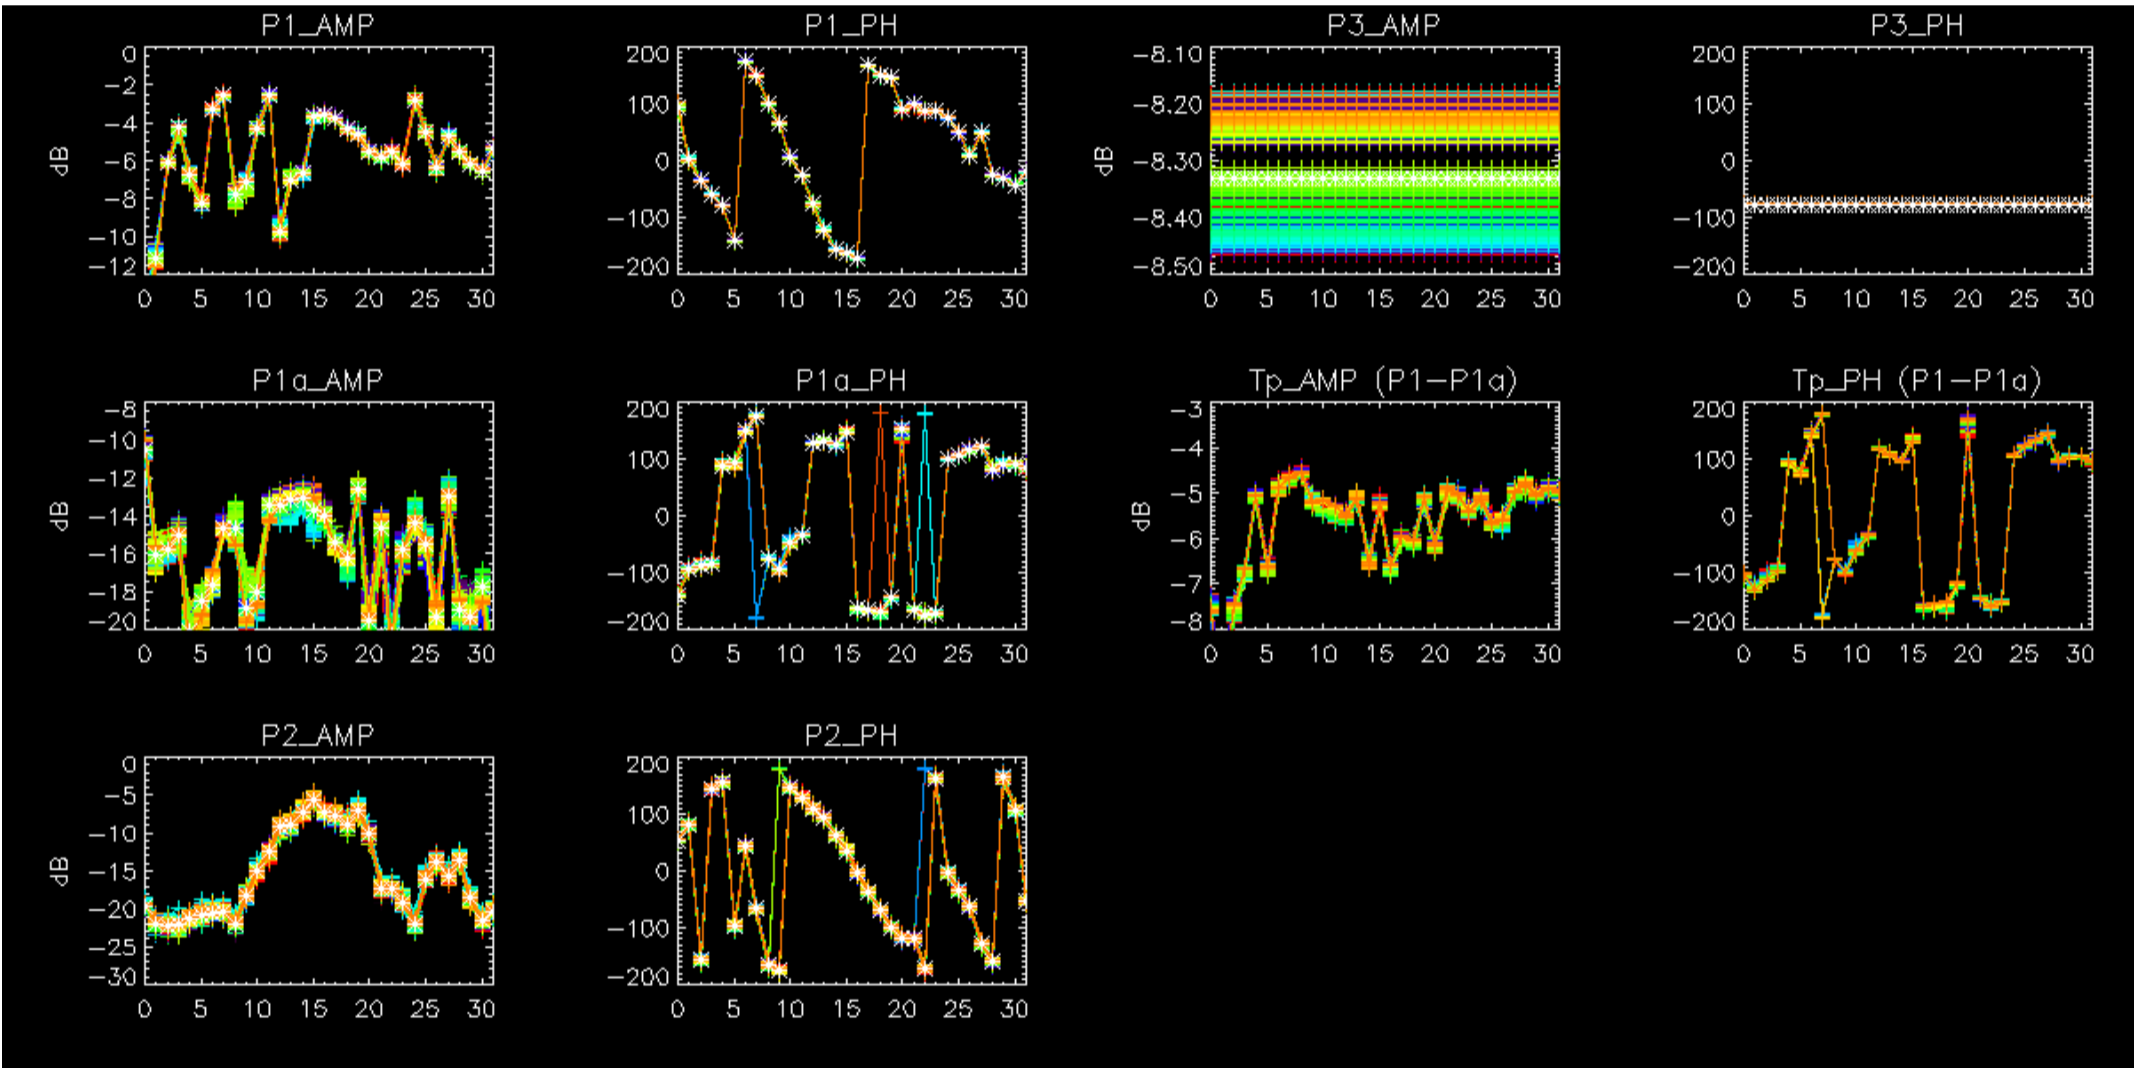 P1_AMP
P1_PH
P3_AMP
P3_PH
0
-2
-4
-6
-8
-10
-12
dB
0 5 10 15 20 25 30
200
100
0
-100
-200
0 5 10 15 20 25 30
-8.10
-8.20
-8.30
-8.40
-8.50
dB
0 5 10 15 20 25 30
200
100
0
-100
-200
0 5 10 15 20 25 30
P1a_AMP
P1a_PH
Tp_AMP (P1-P1a)
Tp_PH (P1-P1a)
-8
-10
-12
-14
-16
-18
-20
dB
0 5 10 15 20 25 30
200
100
0
-100
-200
0 5 10 15 20 25 30
-3
-4
-5
-6
-7
-8
dB
0 5 10 15 20 25 30
200
100
0
-100
-200
0 5 10 15 20 25 30
P2_AMP
P2_PH
0
-5
-10
-15
-20
-25
-30
dB
0 5 10 15 20 25 30
200
100
0
-100
-200
0 5 10 15 20 25 30